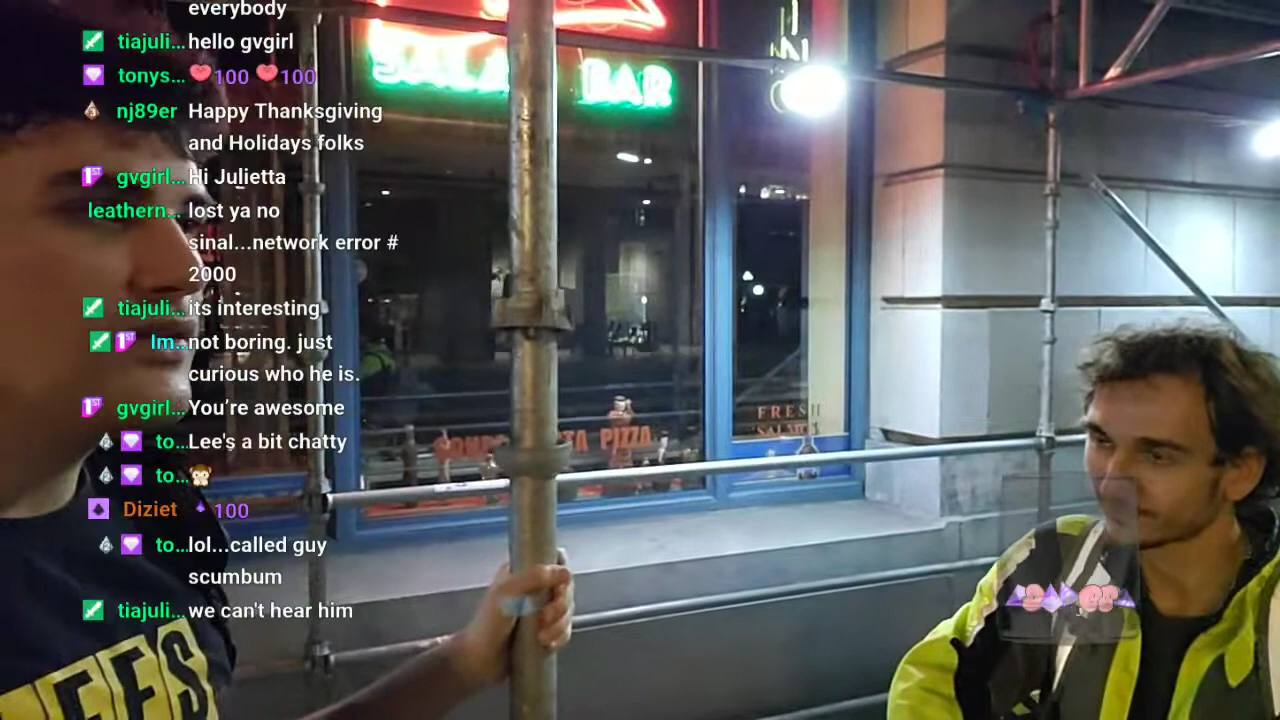 everybody
tiajuli... hello gvgirl
tonys... 100 100
nj89er Happy Thanksgiving
and Holidays folks
gvgirl... Hi Julietta
leathern... lost ya no
sinal...network error #
2000
tiajuli... its interesting
1ST Im... not boring. just
curious who he is.
1ST gvgirl... You're awesome
to... Lee's a bit chatty
to...
Diziet 100
to... lol...called guy
scumbum
tiajuli... we can't hear him
SALAD BAR
FRESH
PIZZA